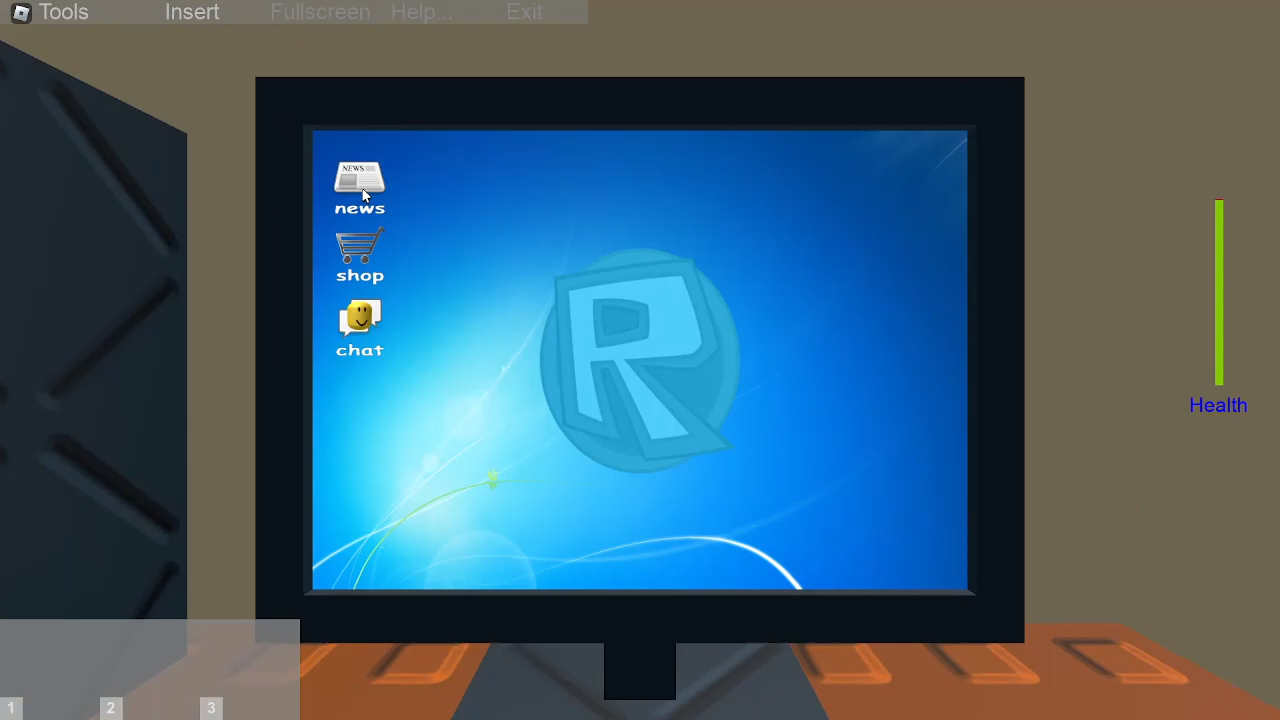 Tools Insert Fullscreen Help... Exit
NEWS
news
shop
chat
R
Health
1 2 3